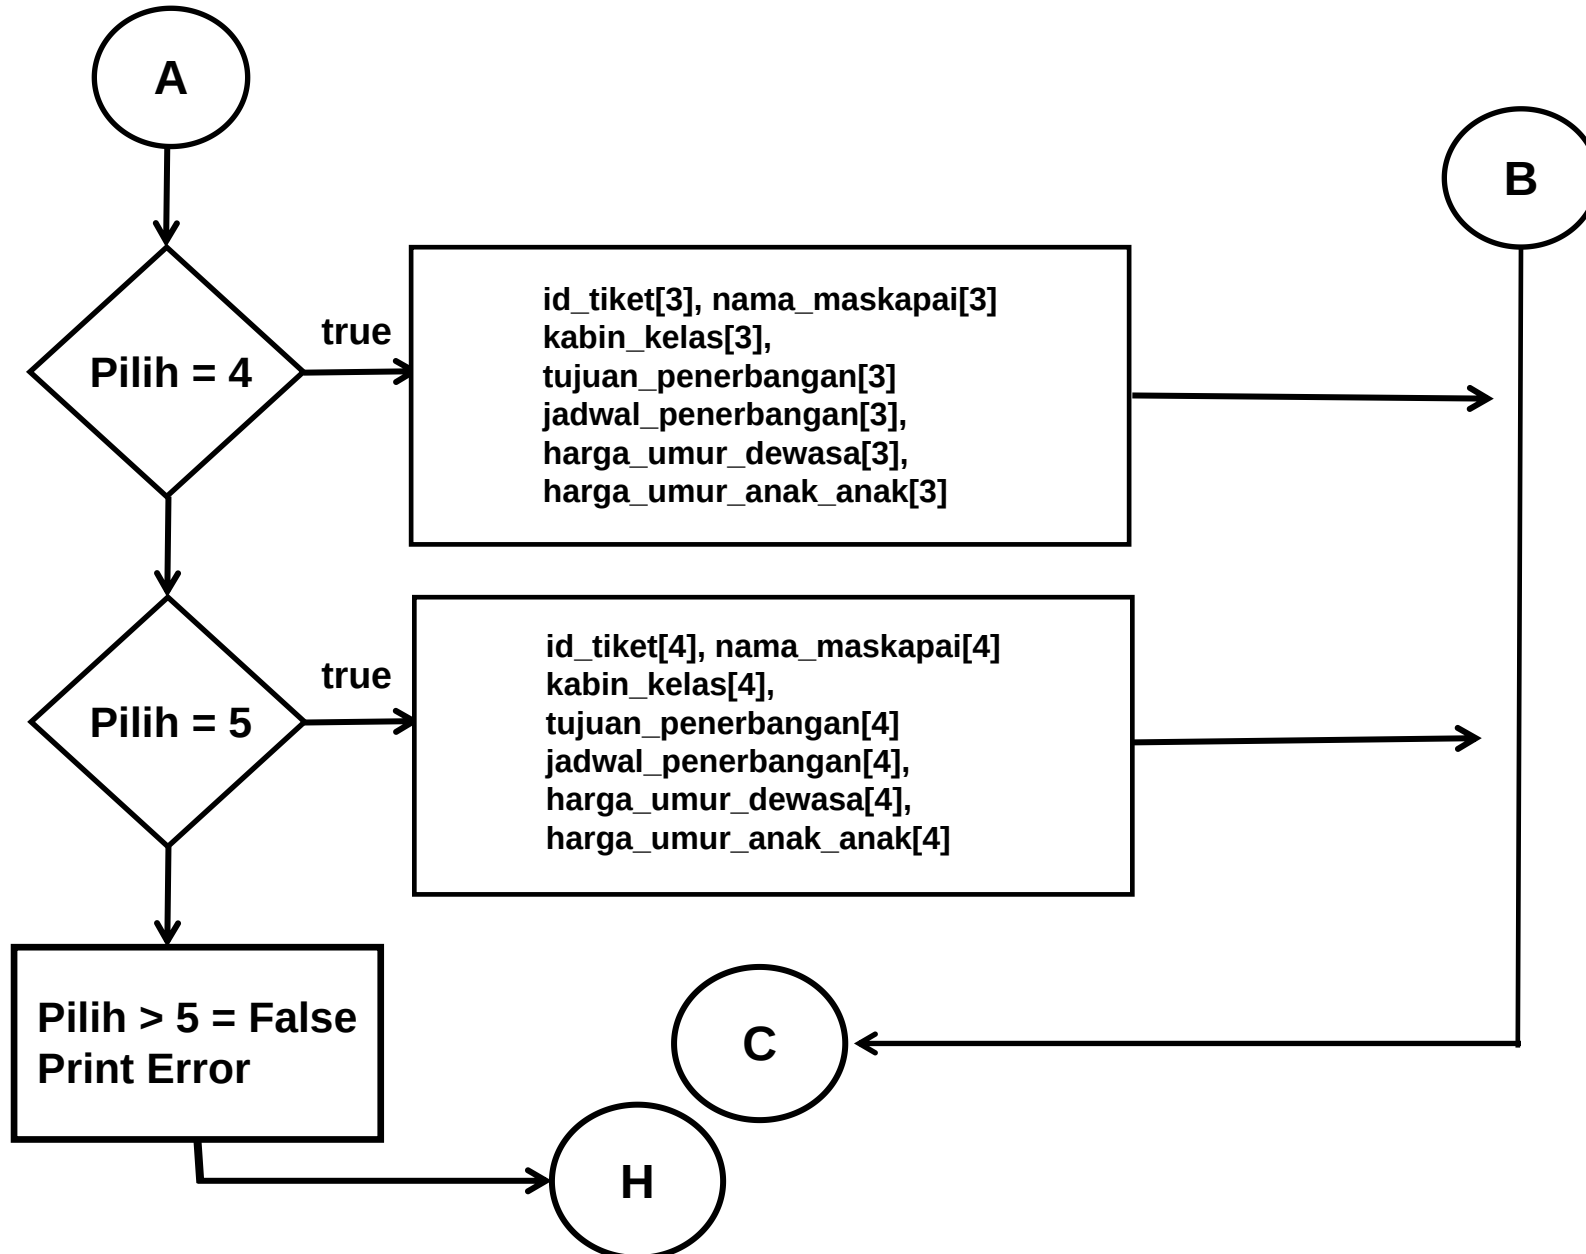 A
B
true
Pilih = 4
id_tiket[3], nama_maskapai[3]
kabin_kelas[3],
tujuan_penerbangan[3]
jadwal_penerbangan[3],
harga_umur_dewasa[3],
harga_umur_anak_anak[3]
true
Pilih = 5
id_tiket[4], nama_maskapai[4]
kabin_kelas[4],
tujuan_penerbangan[4]
jadwal_penerbangan[4],
harga_umur_dewasa[4],
harga_umur_anak_anak[4]
Pilih > 5 = False
Print Error
C
H